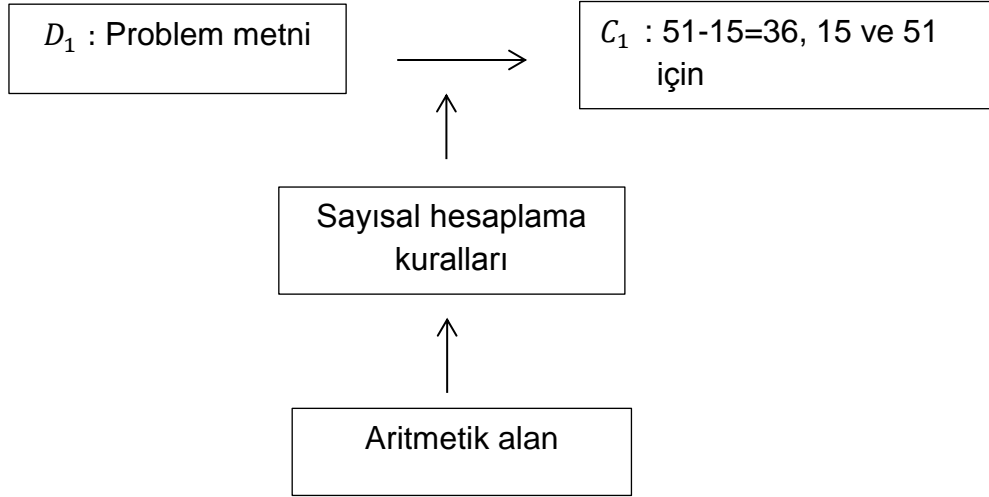 D₁ : Problem metni
C₁ : 51-15=36, 15 ve 51
için
Sayısal hesaplama
kuralları
Aritmetik alan